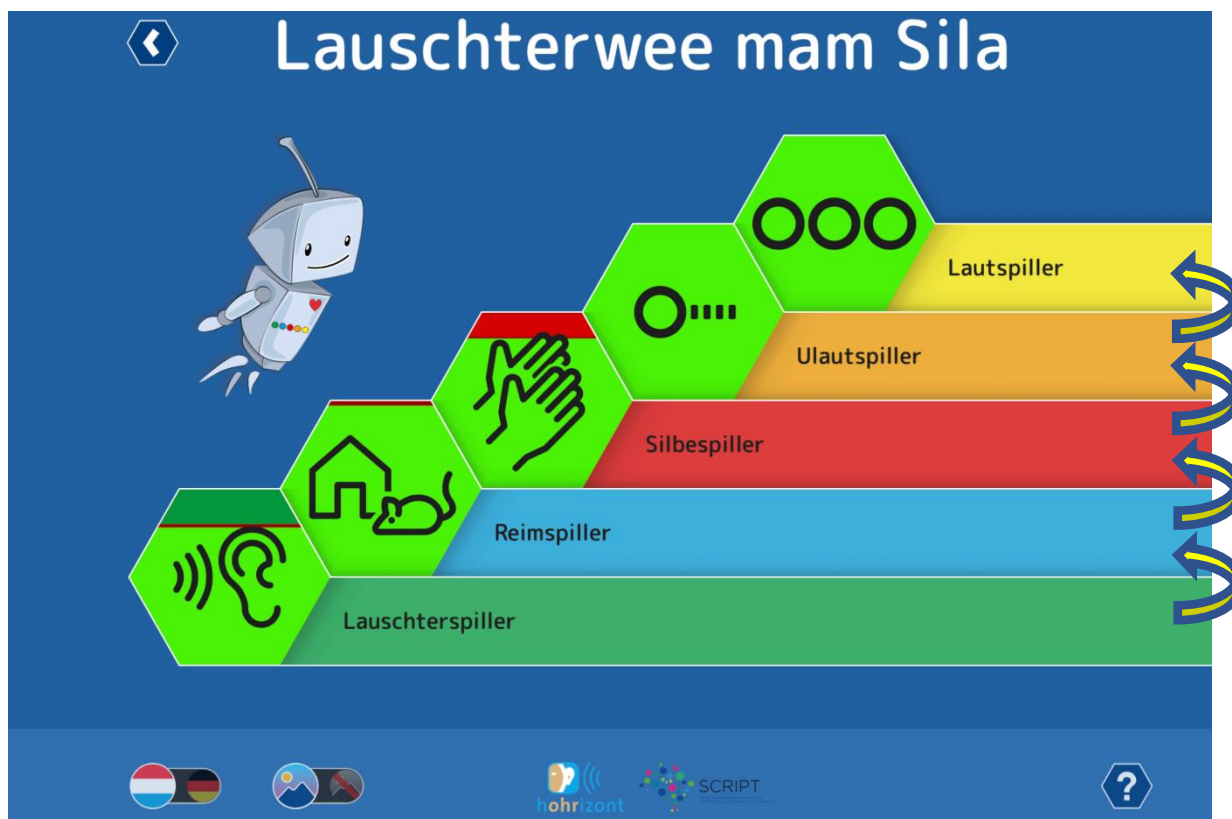 Lauschterwee mam Sila
Lautspiller
Ulautspiller
Silbespiller
Reimspiller
Lauschterspiller
hohrizont
SCRIPT
?